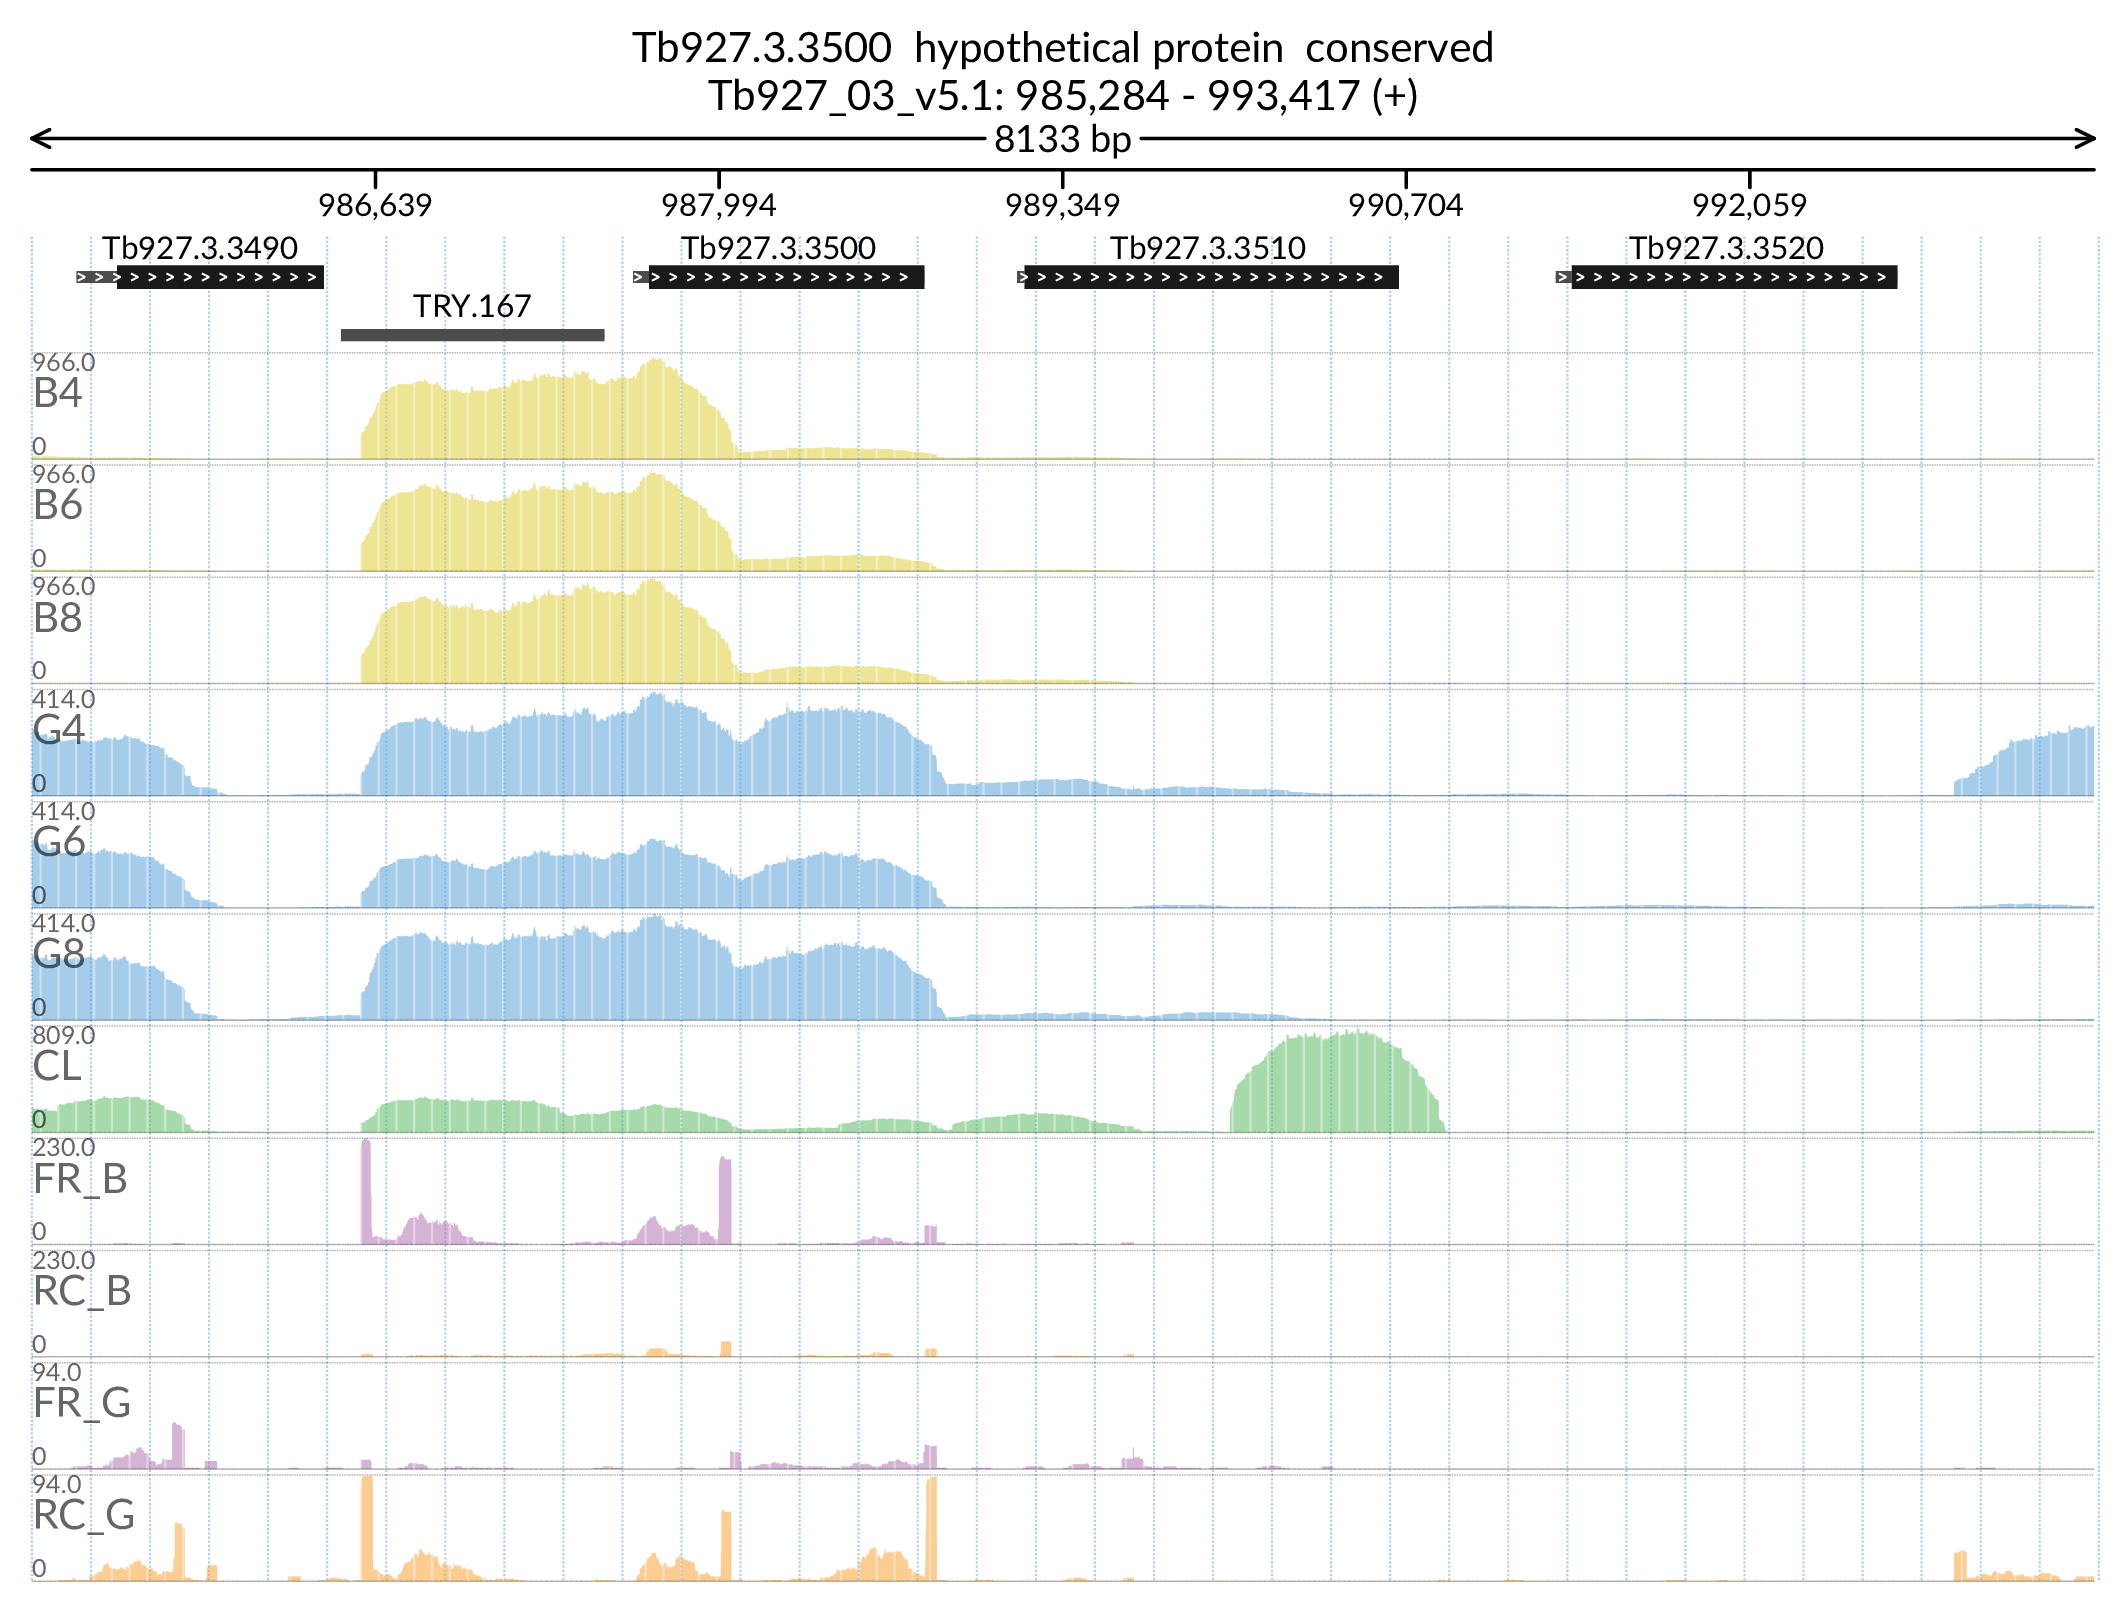 Tb927.3.3500  hypothetical protein  conserved
Tb927_03_v5.1: 985,284 - 993,417 (+)
8133 bp
986,639 987,994 989,349 990,704 992,059
Tb927.3.3490 Tb927.3.3500 Tb927.3.3510 Tb927.3.3520
TRY.167
966.0
B4
0
966.0
B6
0
966.0
B8
0
414.0
G4
0
414.0
G6
0
414.0
G8
0
809.0
CL
0
230.0
FR_B
0
230.0
RC_B
0
94.0
FR_G
0
94.0
RC_G
0